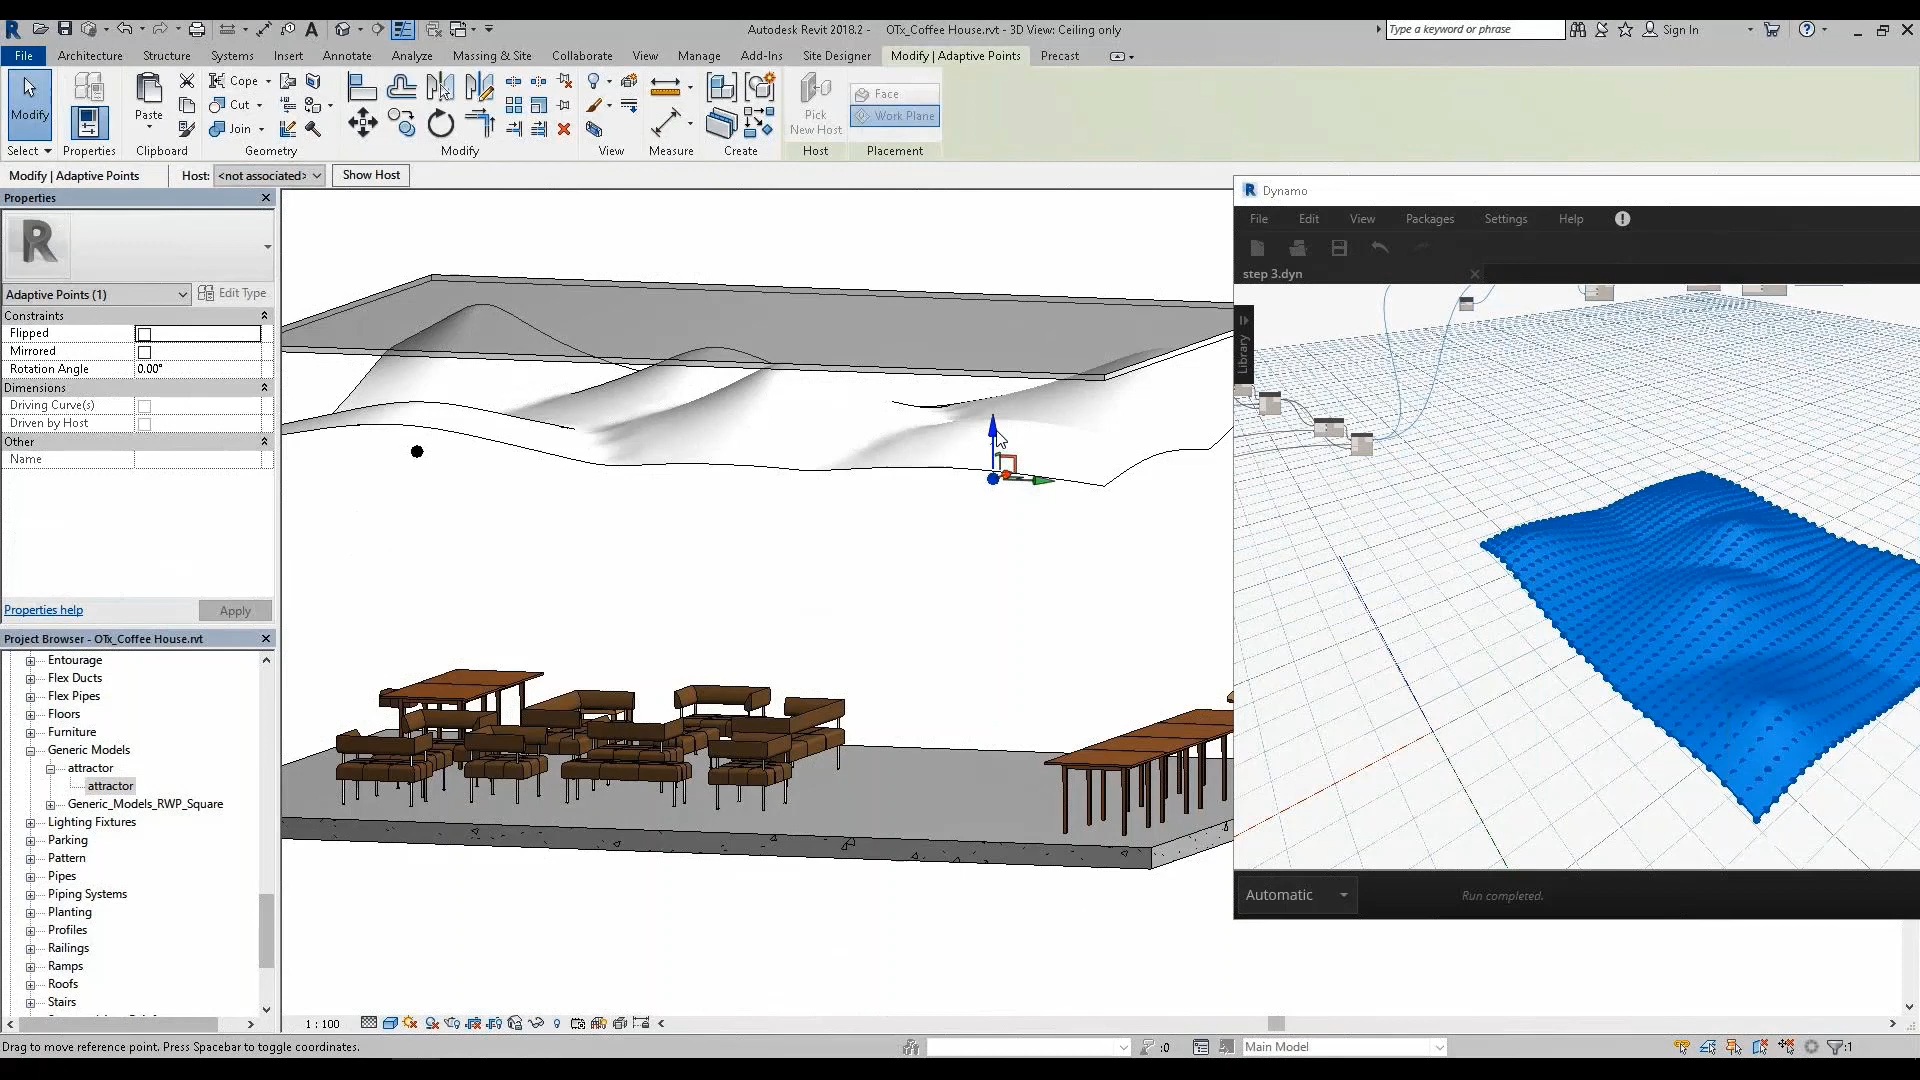 Autodesk Revit 2018.2 -    OTx_Coffee House.rvt - 3D View: Ceiling only
Type a keyword or phrase
Sign In
File Architecture Structure Systems Insert Annotate Analyze Massing & Site Collaborate View Manage Add-Ins Site Designer Modify | Adaptive Points Precast
Modify
Paste
Cope
Cut
Join
Pick
New Host
Face
Work Plane
Select Properties Clipboard Geometry Modify View Measure Create Host Placement
Modify | Adaptive Points Host: <not associated> Show Host
Properties
Adaptive Points (1) Edit Type
Constraints
Flipped
Mirrored
Rotation Angle 0.00°
Dimensions
Driving Curve(s)
Driven by Host
Other
Name
Properties help Apply
Project Browser - OTx_Coffee House.rvt
Entourage
Flex Ducts
Flex Pipes
Floors
Furniture
Generic Models
attractor
attractor
Generic_Models_RWP_Square
Lighting Fixtures
Parking
Pattern
Pipes
Piping Systems
Planting
Profiles
Railings
Ramps
Roofs
Stairs
Dynamo
File Edit View Packages Settings Help
step 3.dyn
Library
Automatic Run completed.
1 : 100
Drag to move reference point. Press Spacebar to toggle coordinates.
:0
Main Model
:1